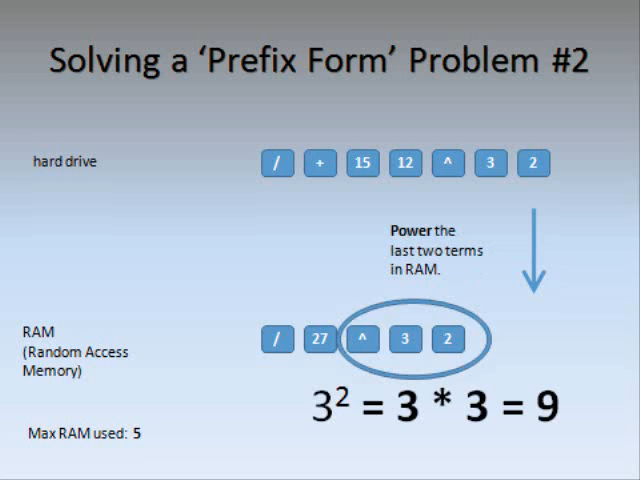 Solving a ‘Prefix Form’ Problem #2
hard drive
/ + 15 12 ^ 3 2
Power the
last two terms
in RAM.
RAM
(Random Access
Memory)
/ 27 ^ 3 2
3² = 3 * 3 = 9
Max RAM used: 5